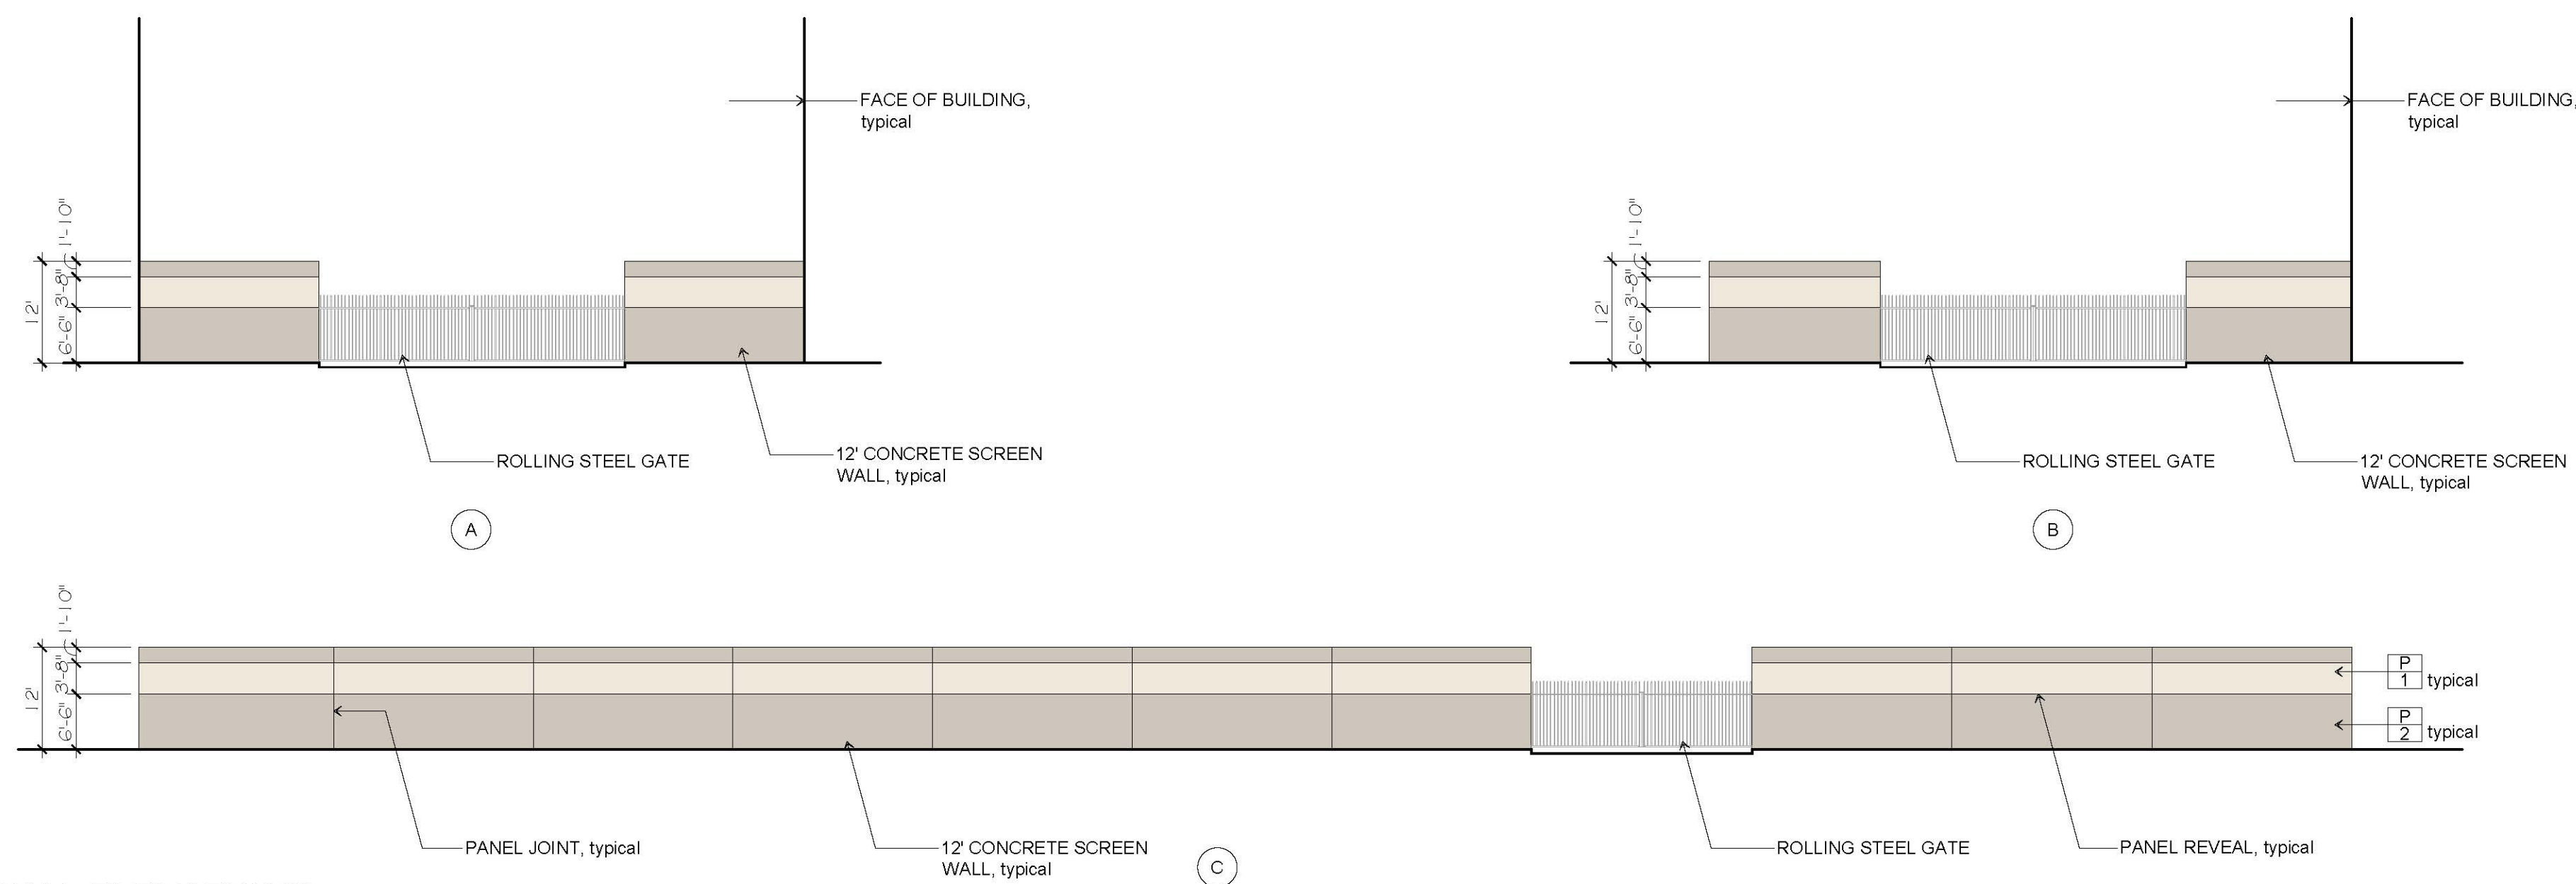 FACE OF BUILDING,
typical
1'-10"
3'-8"
6'-6"
12'
ROLLING STEEL GATE
12' CONCRETE SCREEN
WALL, typical
A
FACE OF BUILDING,
typical
1'-10"
3'-8"
6'-6"
12'
ROLLING STEEL GATE
12' CONCRETE SCREEN
WALL, typical
B
1'-10"
3'-8"
6'-6"
12'
P
1 typical
P
2 typical
PANEL JOINT, typical
12' CONCRETE SCREEN
WALL, typical
C
ROLLING STEEL GATE
PANEL REVEAL, typical